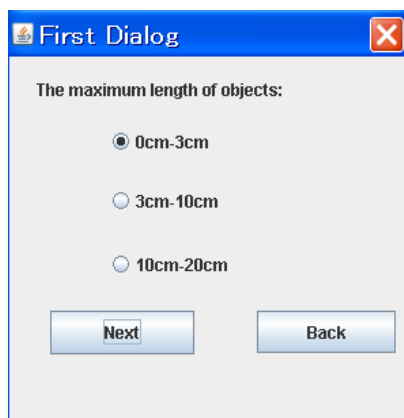 First Dialog
The maximum length of objects:
0cm-3cm
3cm-10cm
10cm-20cm
Next Back